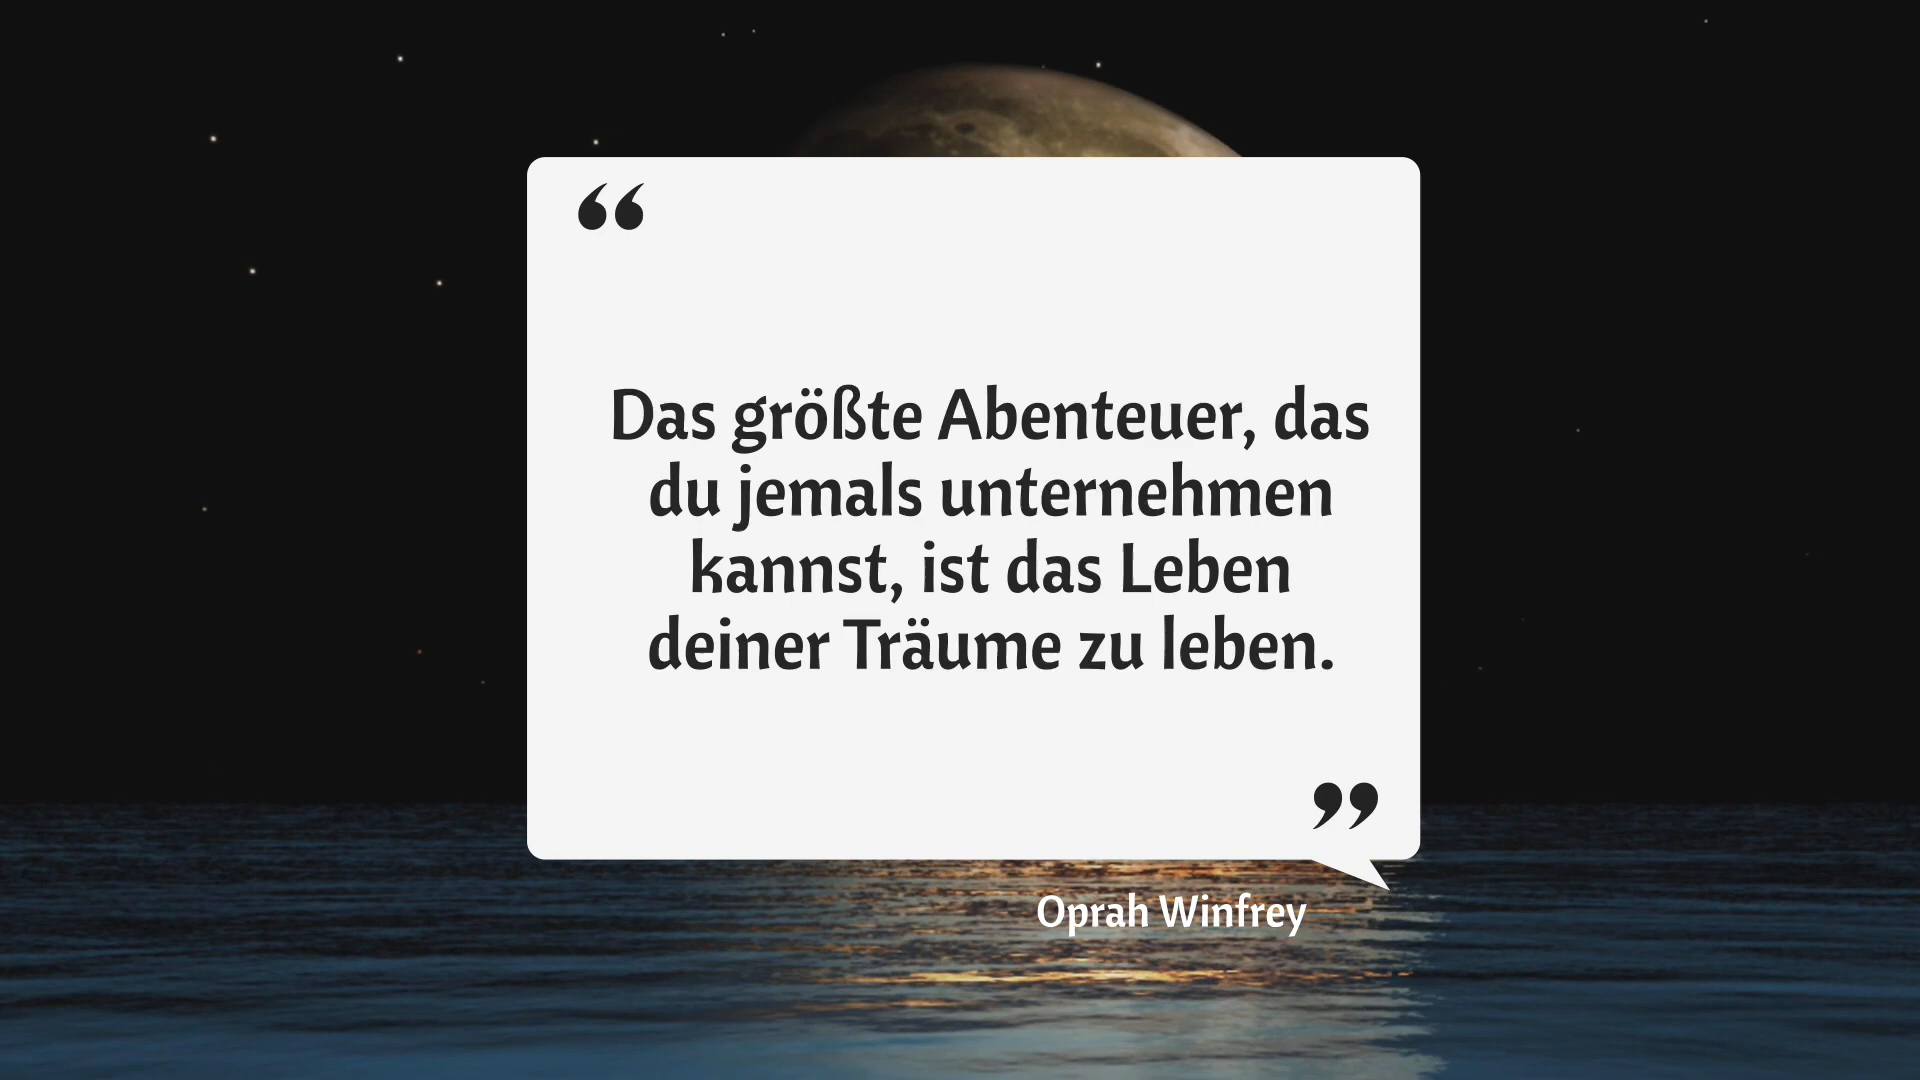 “
Das größte Abenteuer, das
du jemals unternehmen
kannst, ist das Leben
deiner Träume zu leben.
”
Oprah Winfrey